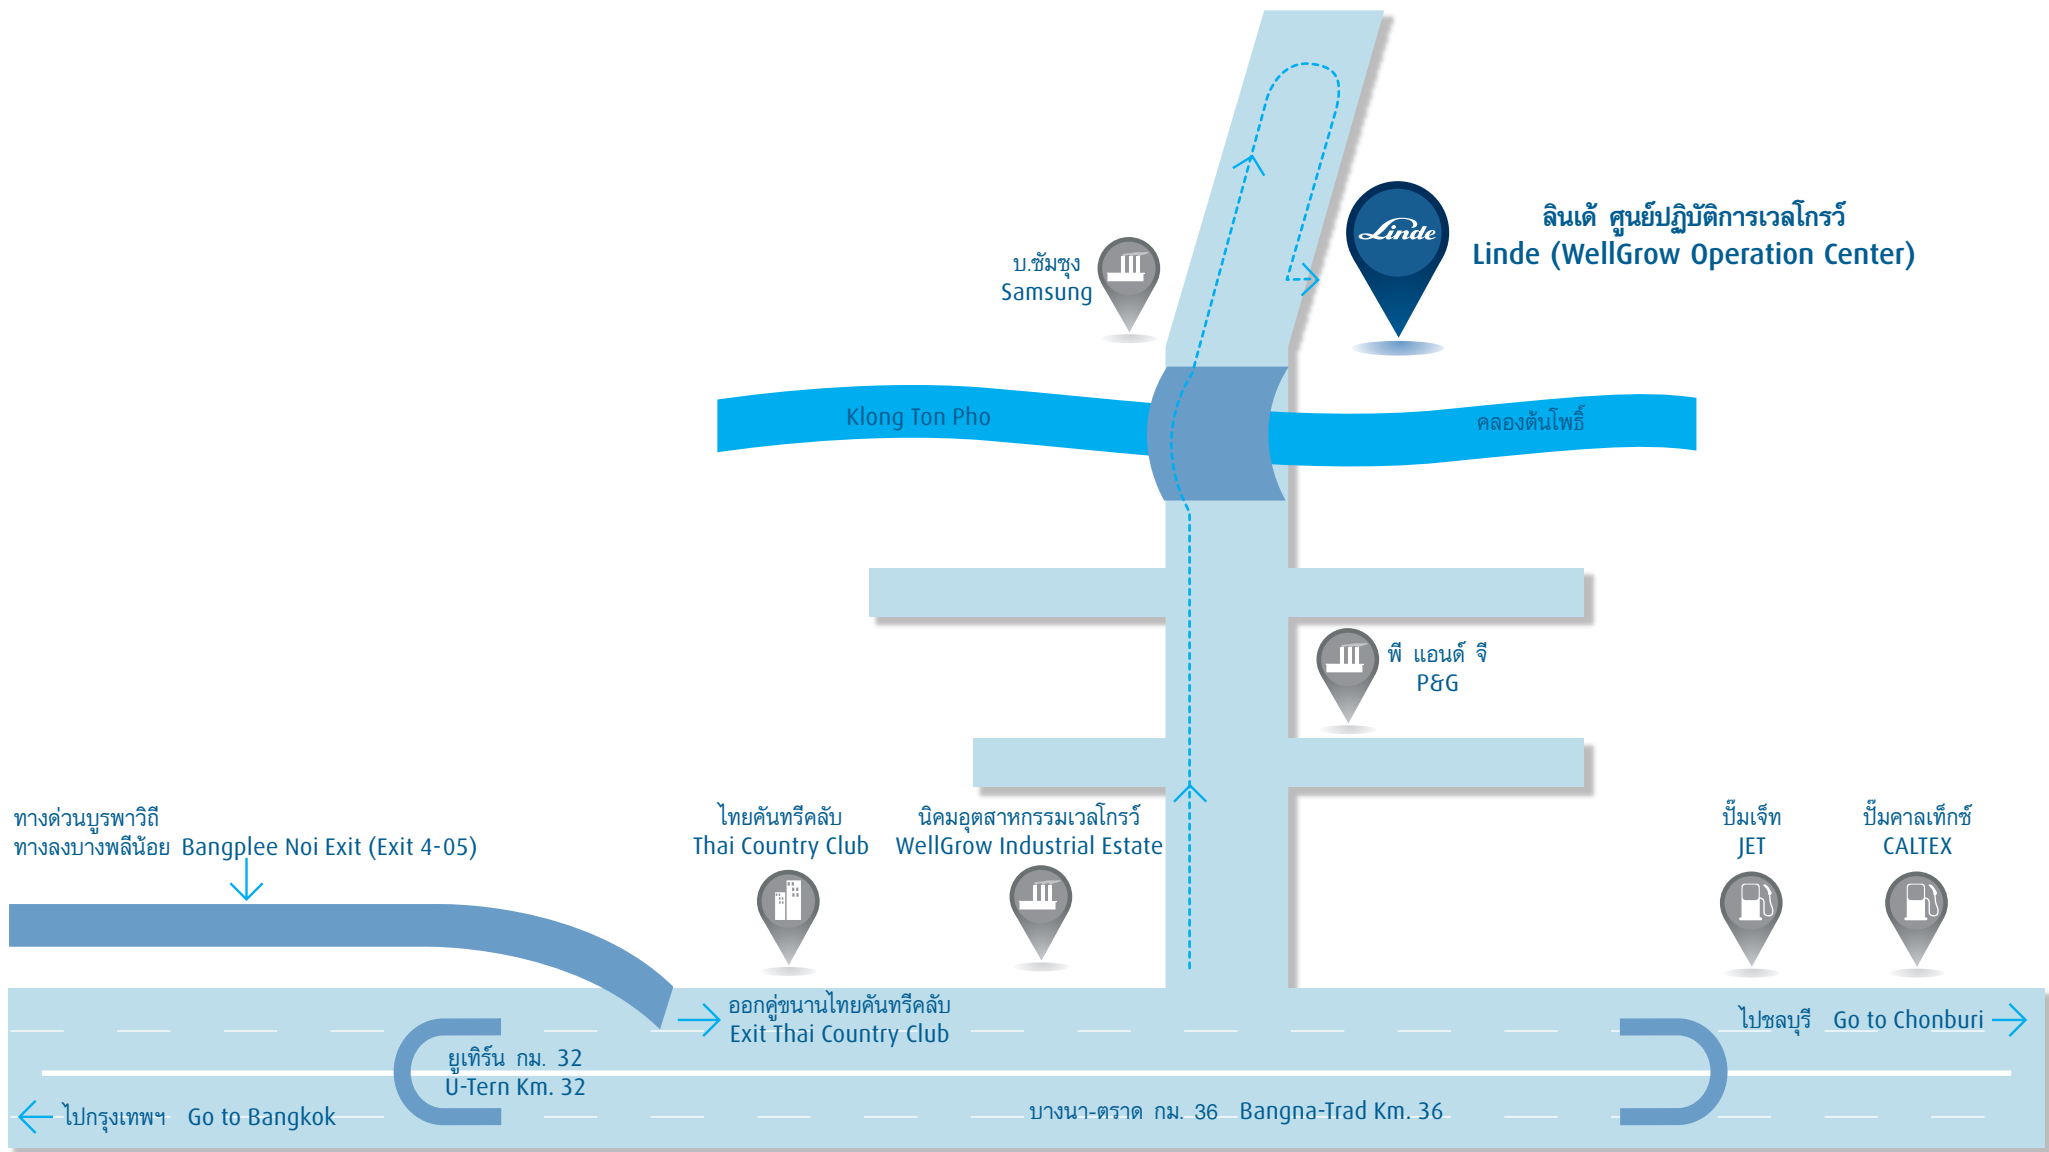 Linde
ลินเด้ ศูนย์ปฏิบัติการเวลโกรว์
Linde (WellGrow Operation Center)
บ.ซัมซุง
Samsung
Klong Ton Pho
คลองต้นโพธิ์
พี แอนด์ จี
P&G
ทางด่วนบูรพาวิถี
ทางลงบางพลีน้อย Bangplee Noi Exit (Exit 4-05)
ไทยคันทรีคลับ
Thai Country Club
นิคมอุตสาหกรรมเวลโกรว์
WellGrow Industrial Estate
ปั๊มเจ็ท
JET
ปั๊มคาลเท็กซ์
CALTEX
ออกคู่ขนานไทยคันทรีคลับ
Exit Thai Country Club
ไปชลบุรี Go to Chonburi
ยูเทิร์น กม. 32
U-Tern Km. 32
ไปกรุงเทพฯ Go to Bangkok
บางนา-ตราด กม. 36 Bangna-Trad Km. 36